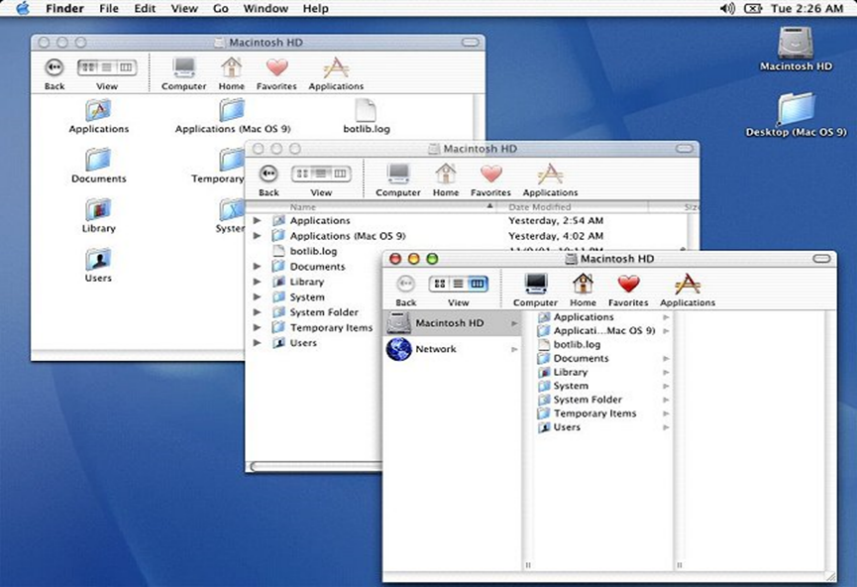 Finder File Edit View Go Window Help Tue 2:26 AM
Macintosh HD
Back View Computer Home Favorites Applications
Applications Applications (Mac OS 9) botlib.log
Documents Temporary
Library System
Users
Macintosh HD
Desktop (Mac OS 9)
Macintosh HD
Back View Computer Home Favorites Applications
Name Date Modified Size
Applications Yesterday, 2:54 AM
Applications (Mac OS 9) Yesterday, 4:02 AM
botlib.log
Documents
Library
System
System Folder
Temporary Items
Users
Macintosh HD
Back View Computer Home Favorites Applications
Macintosh HD
Network
Applications
Applicati...Mac OS 9)
botlib.log
Documents
Library
System
System Folder
Temporary Items
Users